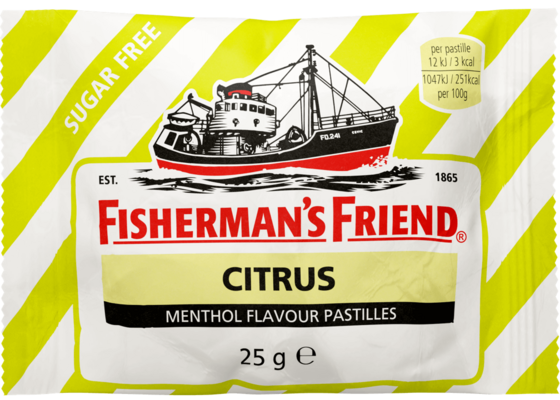 SUGAR FREE
per pastille
12 kJ / 3 kcal
1047kJ / 251kcal
per 100g
FD.241
EST. 1865
FISHERMAN'S FRIEND®
CITRUS
MENTHOL FLAVOUR PASTILLES
25 g ℮